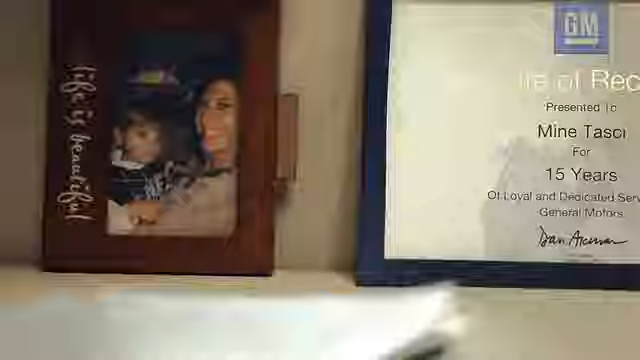 life is beautiful
GM
Presented To
Mine Tasci
For
15 Years
Of Loyal and Dedicated
General Motors